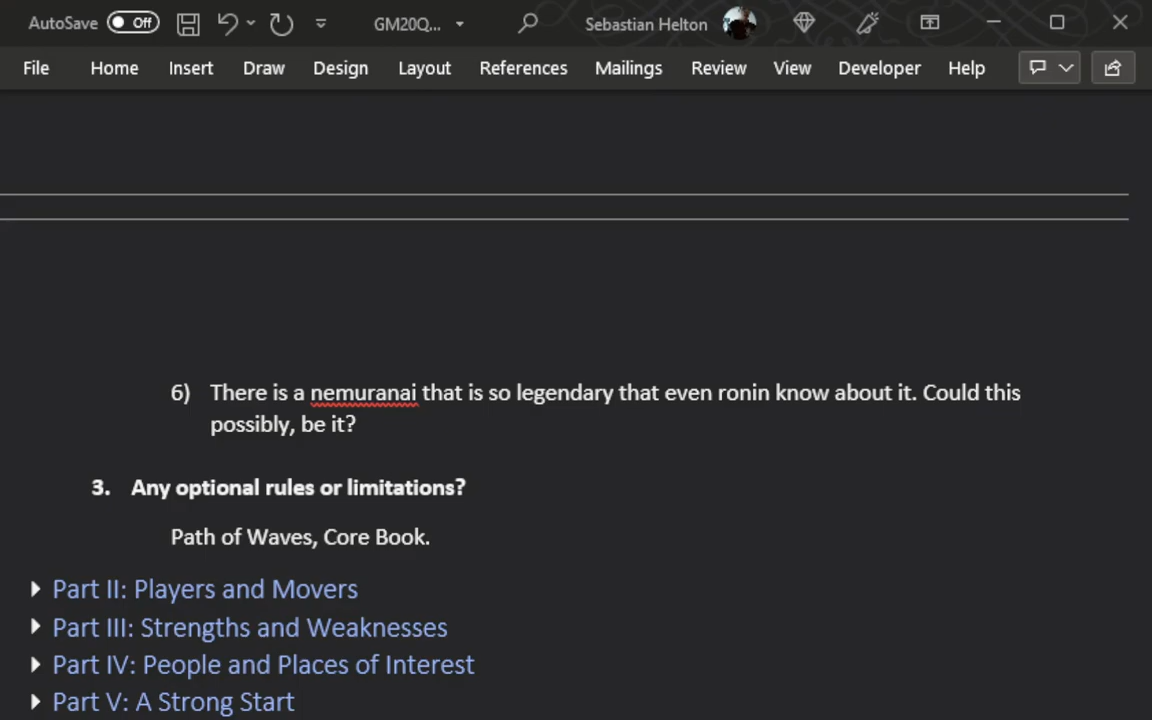 AutoSave Off GM20Q... Sebastian Helton
File Home Insert Draw Design Layout References Mailings Review View Developer Help
6) There is a nemuranai that is so legendary that even ronin know about it. Could this
possibly, be it?
3. Any optional rules or limitations?
Path of Waves, Core Book.
Part II: Players and Movers
Part III: Strengths and Weaknesses
Part IV: People and Places of Interest
Part V: A Strong Start